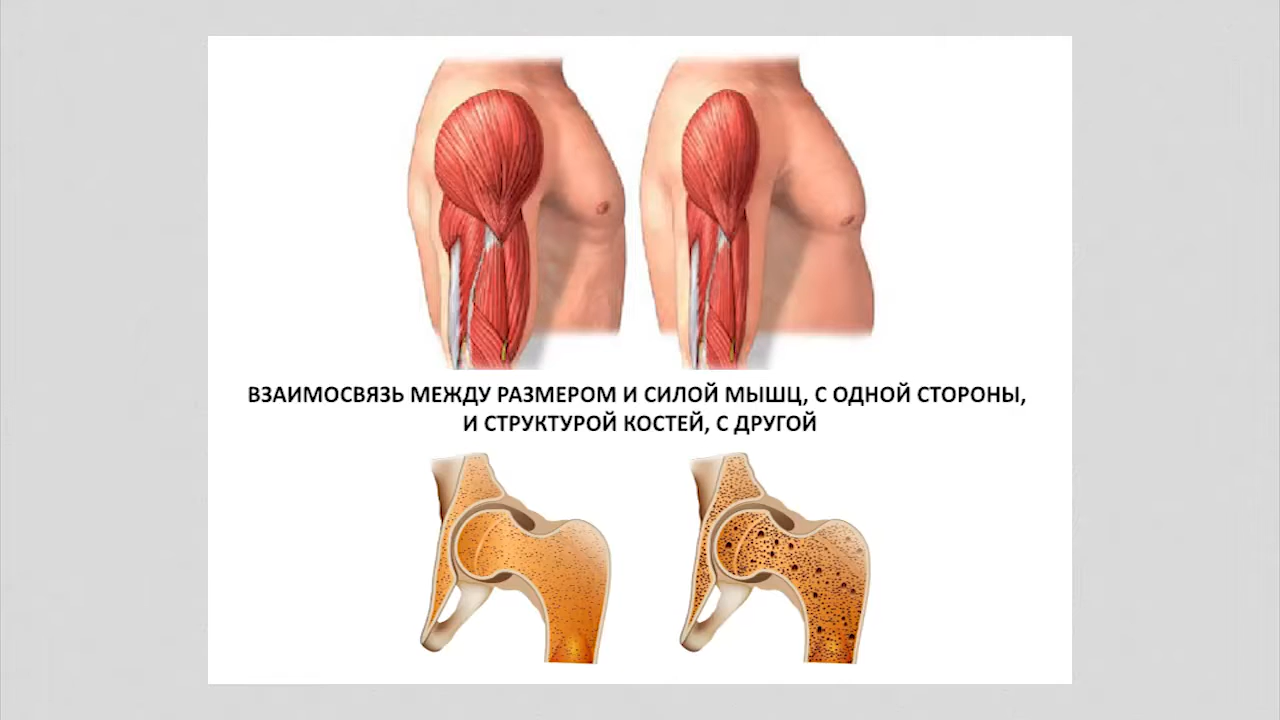 ВЗАИМОСВЯЗЬ МЕЖДУ РАЗМЕРОМ И СИЛОЙ МЫШЦ, С ОДНОЙ СТОРОНЫ,
И СТРУКТУРОЙ КОСТЕЙ, С ДРУГОЙ